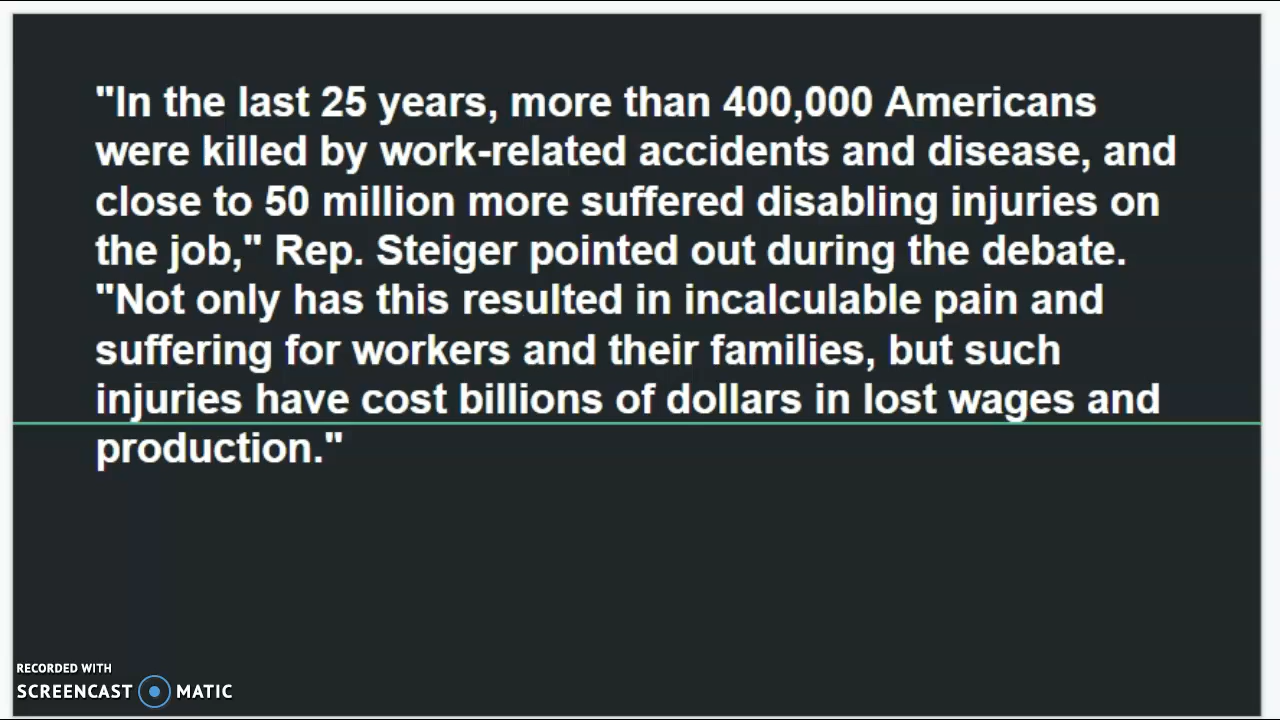 "In the last 25 years, more than 400,000 Americans
were killed by work-related accidents and disease, and
close to 50 million more suffered disabling injuries on
the job," Rep. Steiger pointed out during the debate.
"Not only has this resulted in incalculable pain and
suffering for workers and their families, but such
injuries have cost billions of dollars in lost wages and
production."
RECORDED WITH
SCREENCAST MATIC